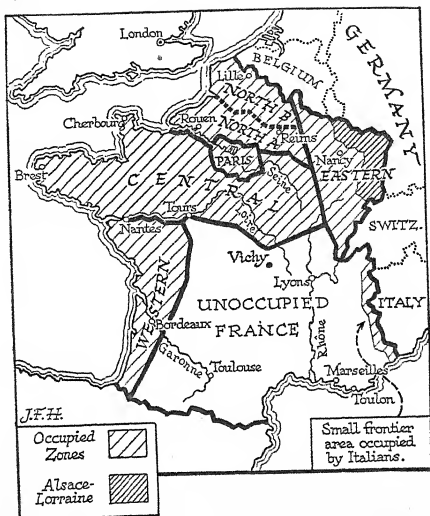 London
GERMANY
BELGIUM
Lille
NORTH B
NORTH A
Cherbourg
Rouen
Reims
PARIS
Nancy
EASTERN
Brest
CENTRAL
Seine
Loire
Tours
Nantes
SWITZ.
Vichy
Lyons
WESTERN
UNOCCUPIED
FRANCE
ITALY
Bordeaux
Rhône
Garonne
Toulouse
Marseilles
Toulon
J.F.H.
Occupied
Zones
Alsace-
Lorraine
Small frontier
area occupied
by Italians.